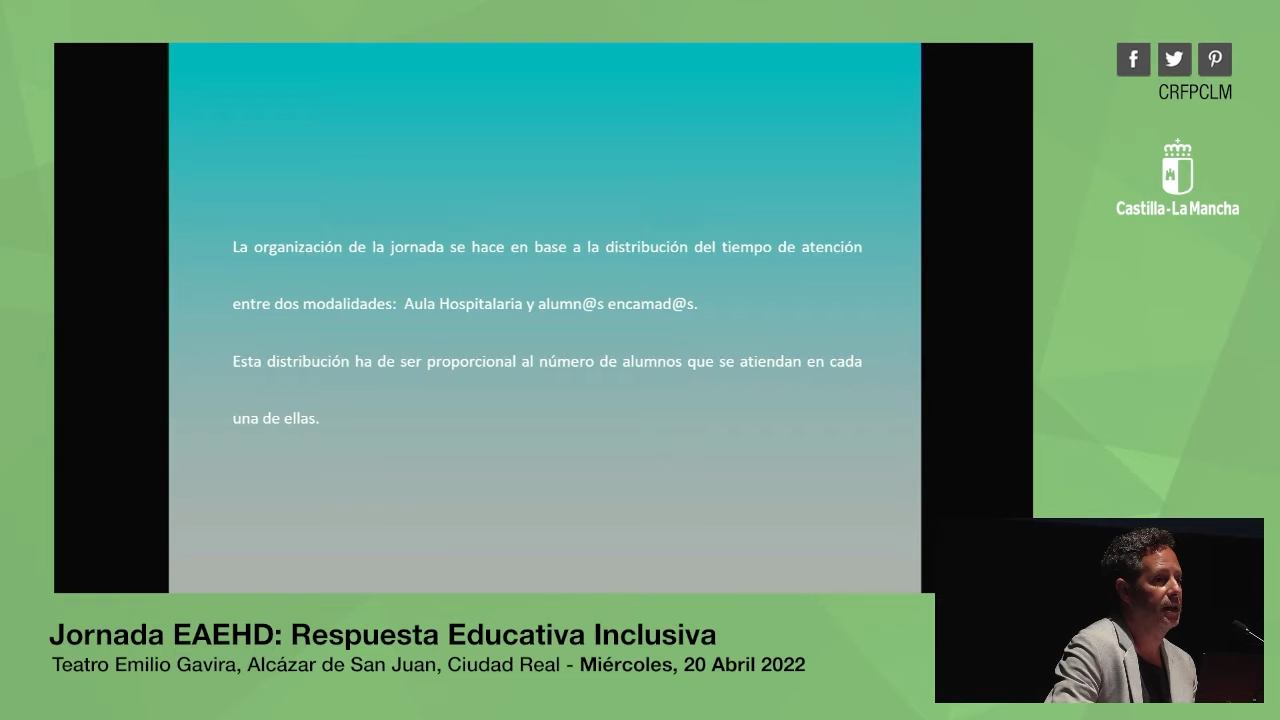 CRFPCLM
Castilla-La Mancha
La organización de la jornada se hace en base a la distribución del tiempo de atención
entre dos modalidades: Aula Hospitalaria y alumn@s encamad@s.
Esta distribución ha de ser proporcional al número de alumnos que se atiendan en cada
una de ellas.
Jornada EAEHD: Respuesta Educativa Inclusiva
Teatro Emilio Gavira, Alcázar de San Juan, Ciudad Real - Miércoles, 20 Abril 2022